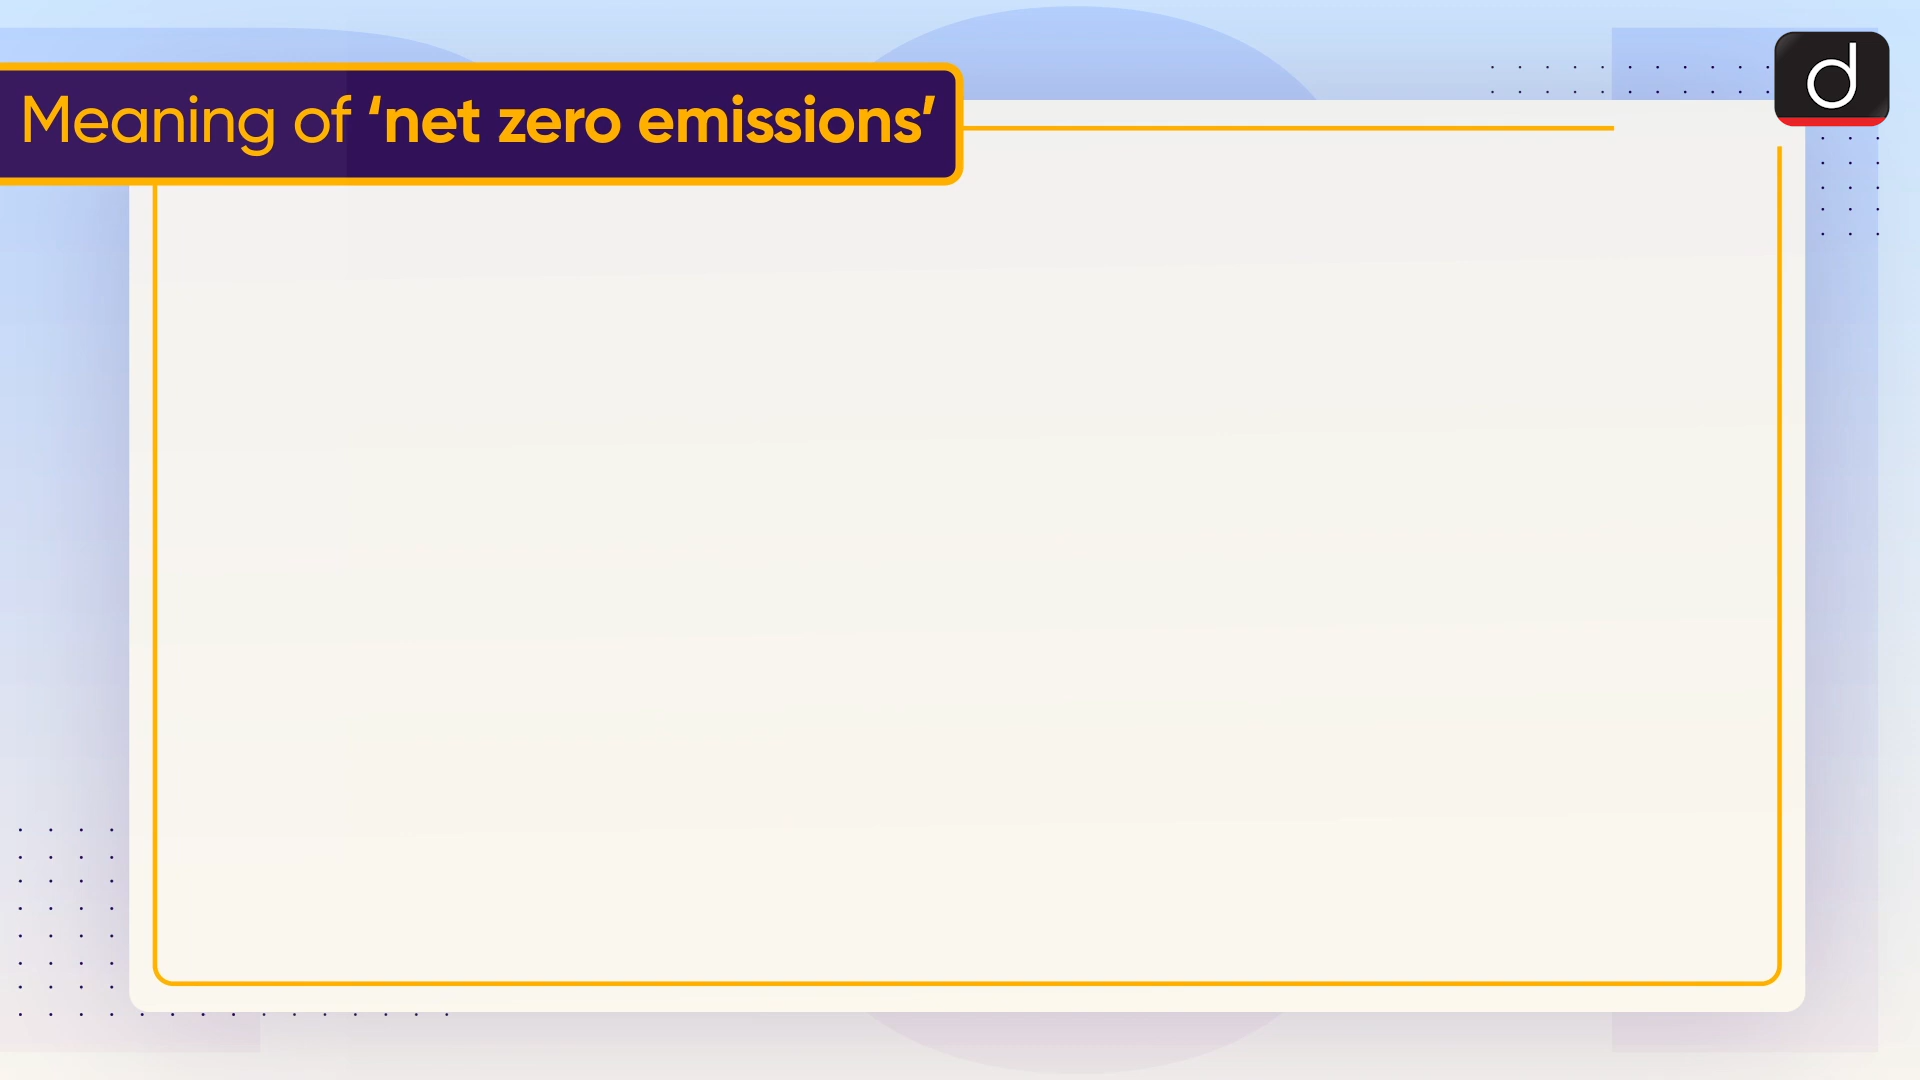 Meaning of ‘net zero emissions’
d